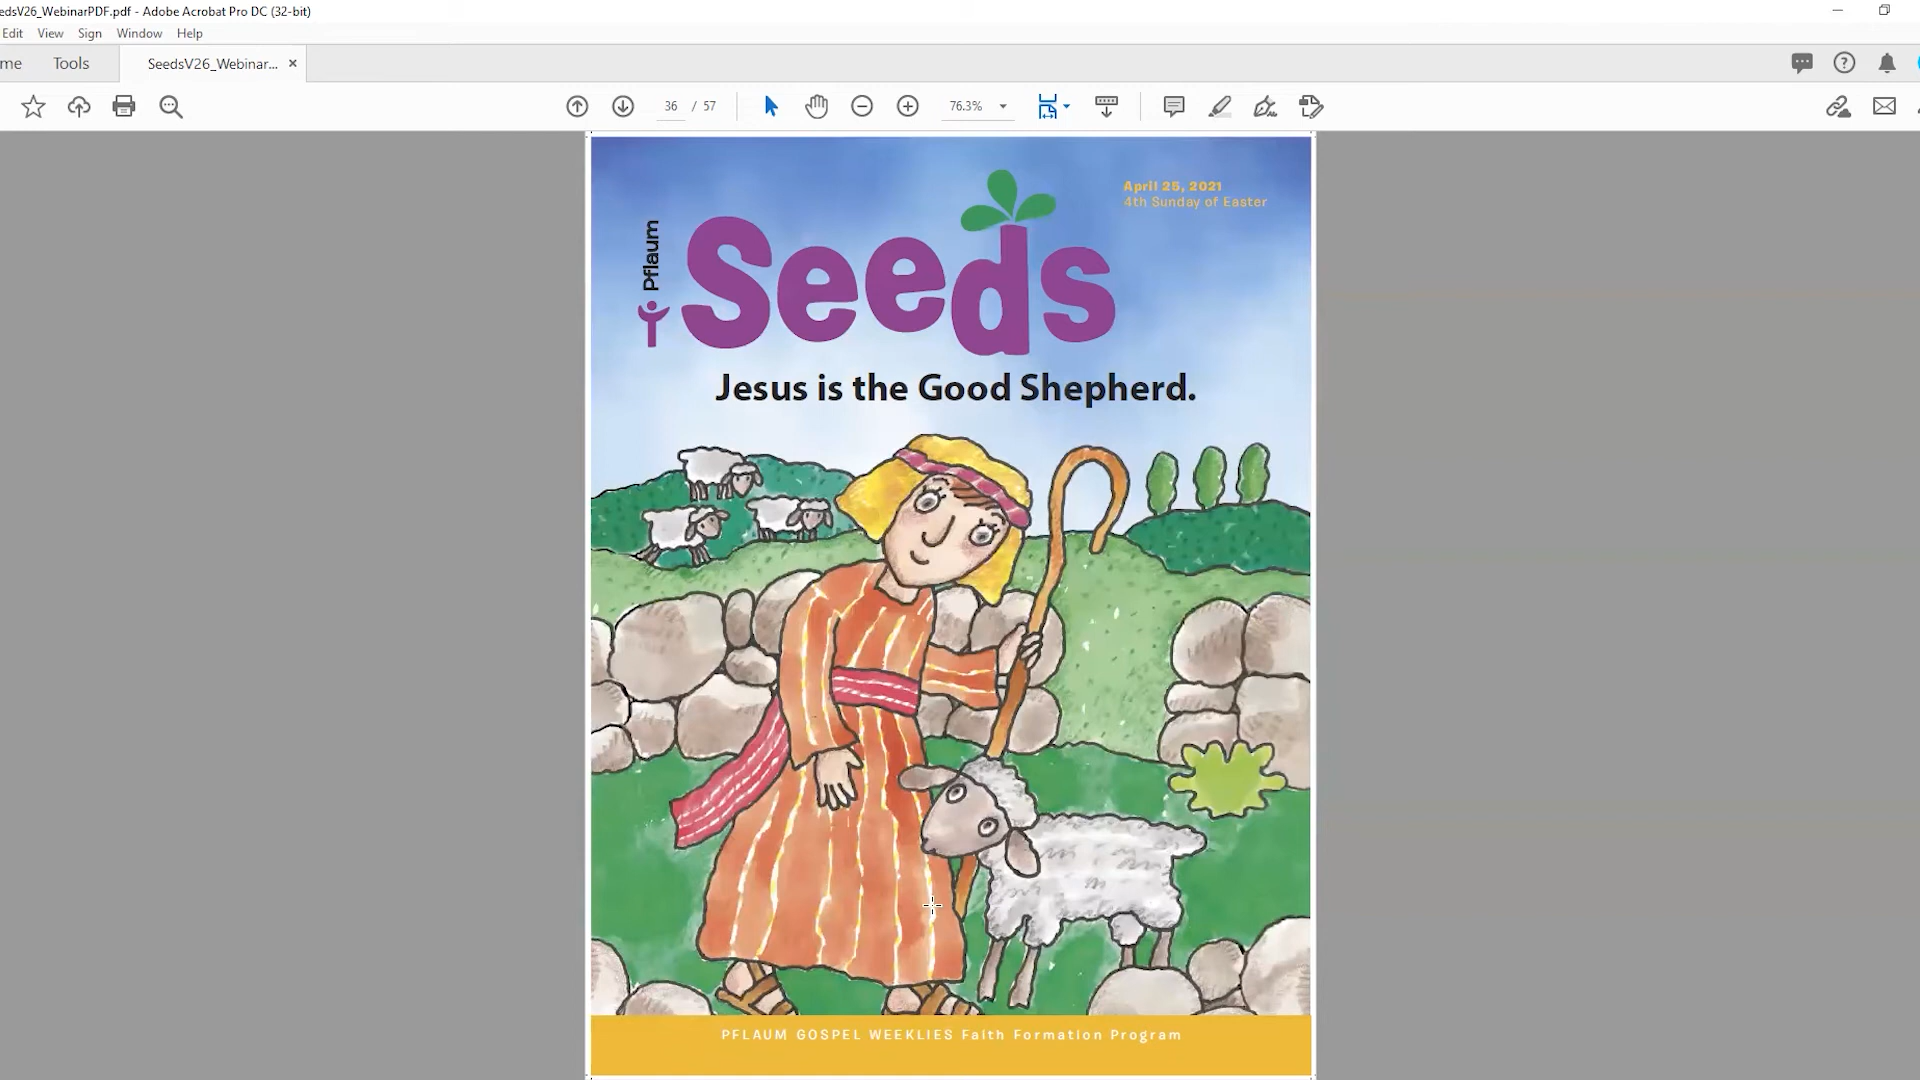 edsV26_WebinarPDF.pdf - Adobe Acrobat Pro DC (32-bit)
Edit View Sign Window Help
me Tools SeedsV26_Webinar... ×
36 / 57 76.3%
April 25, 2021
4th Sunday of Easter
Pflaum
Seeds
Jesus is the Good Shepherd.
PFLAUM GOSPEL WEEKLIES Faith Formation Program